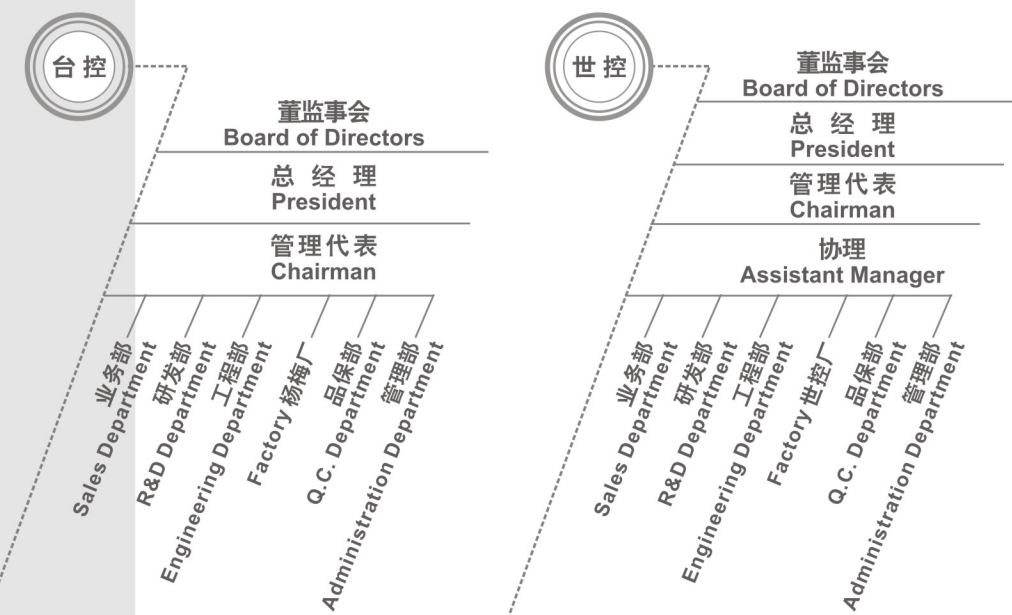 台控
董监事会
Board of Directors
总经理
President
管理代表
Chairman
业务部
Sales Department
研发部
R&D Department
工程部
Engineering Department
Factory 杨梅厂
品保部
Q.C. Department
管理部
Administration Department
世控
董监事会
Board of Directors
总经理
President
管理代表
Chairman
协理
Assistant Manager
业务部
Sales Department
研发部
R&D Department
工程部
Engineering Department
Factory 世控厂
品保部
Q.C. Department
管理部
Administration Department